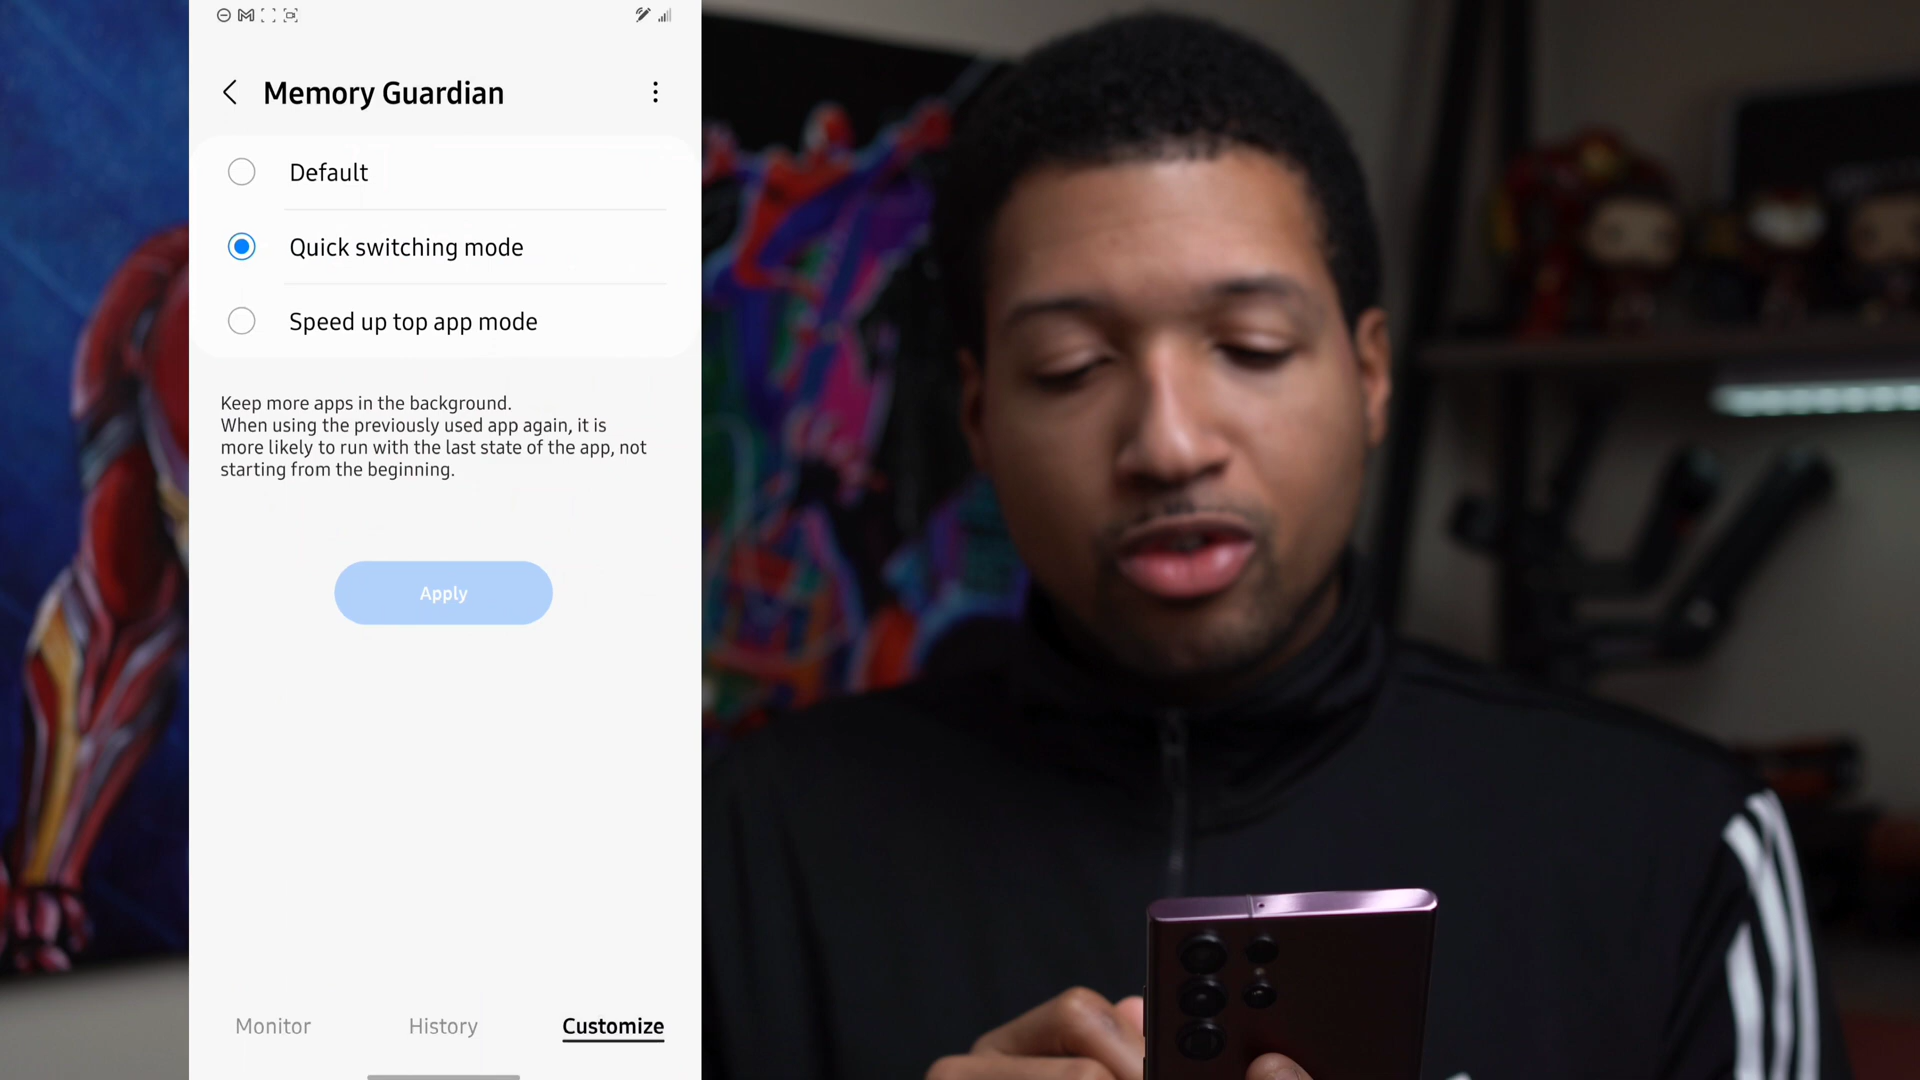 Memory Guardian
Default
Quick switching mode
Speed up top app mode
Keep more apps in the background.
When using the previously used app again, it is
more likely to run with the last state of the app, not
starting from the beginning.
Apply
Monitor
History
Customize